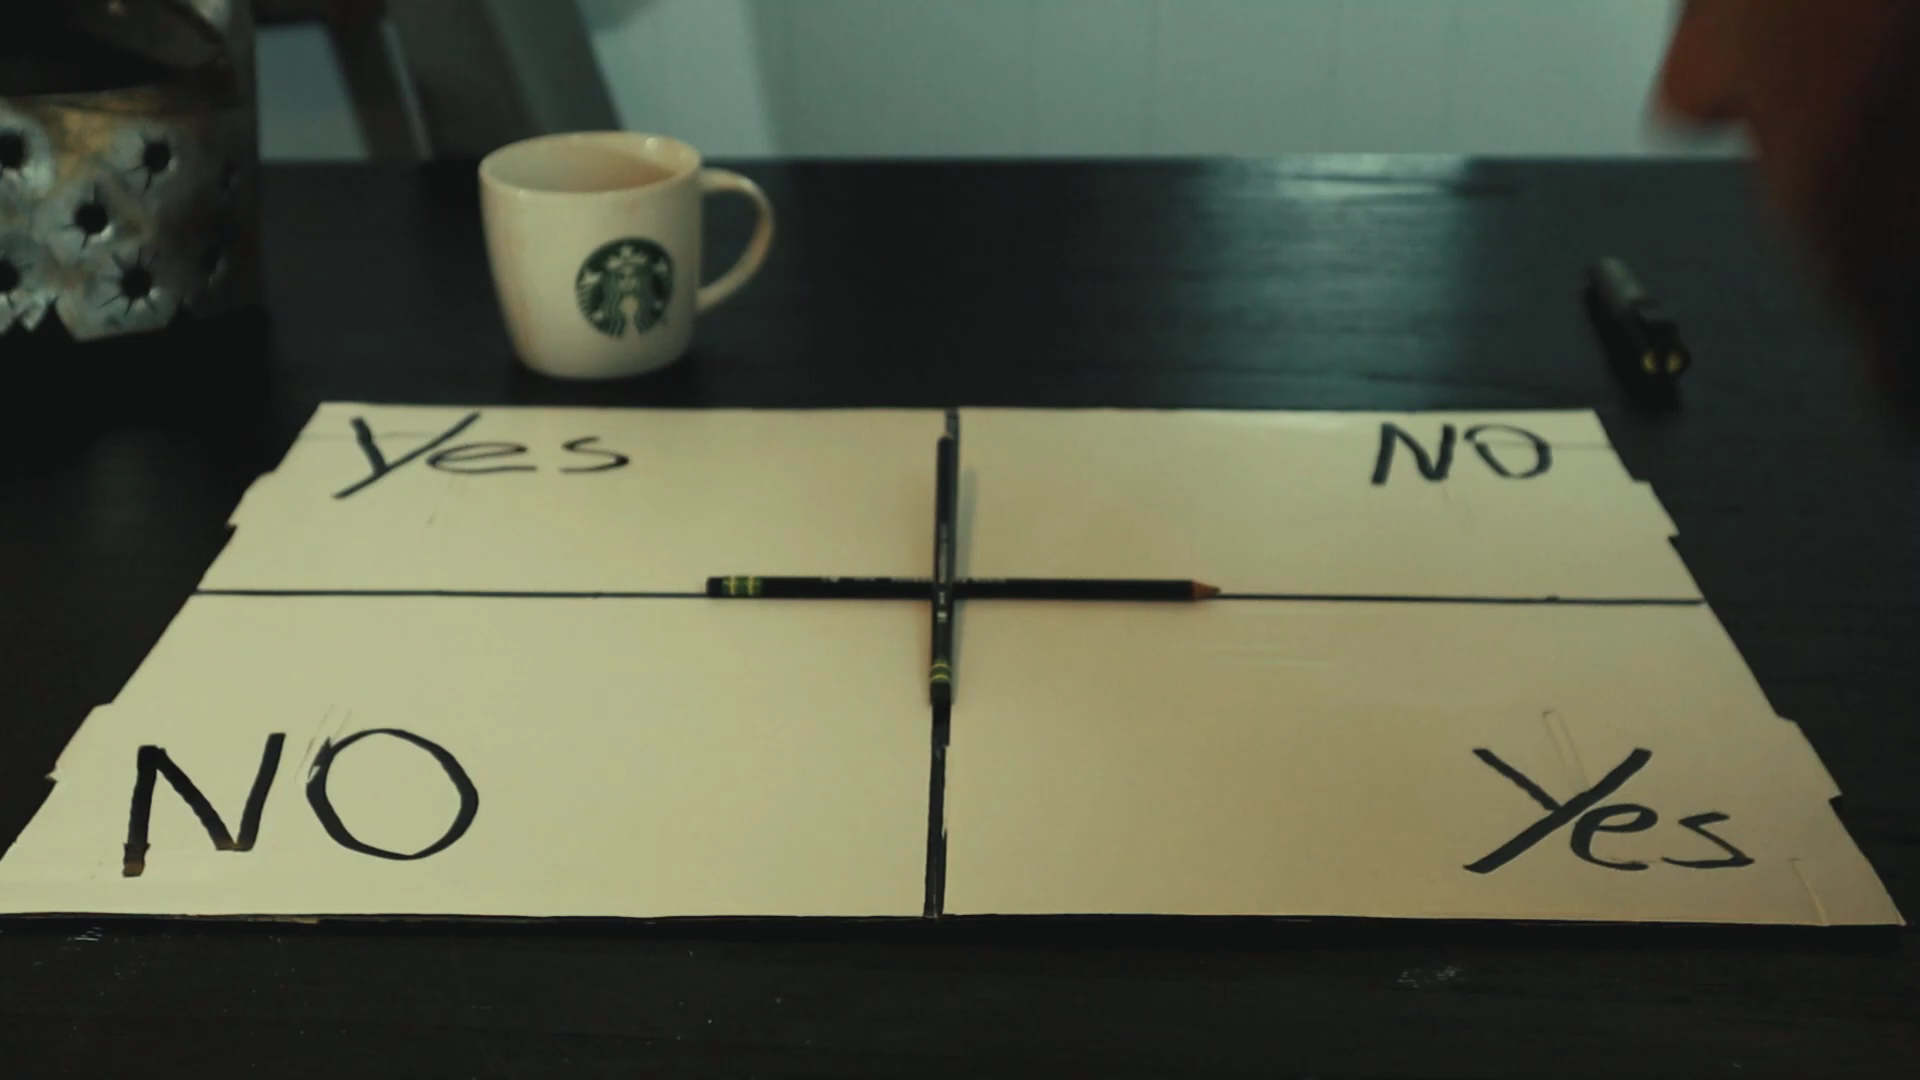 Yes NO
NO Yes